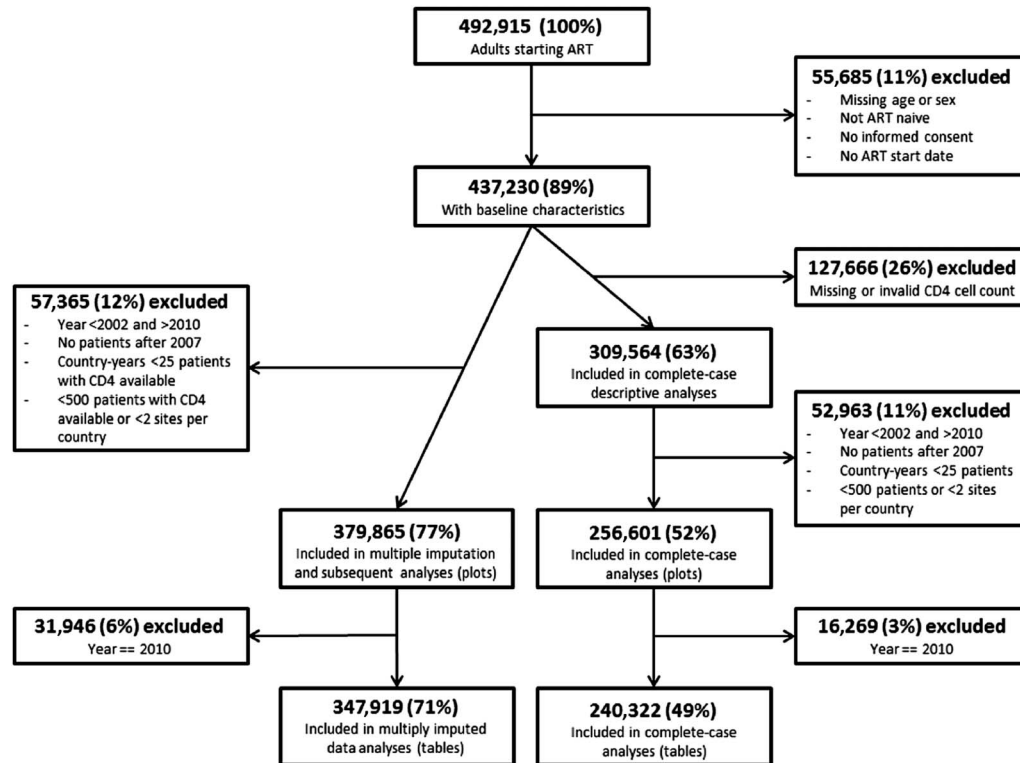 492,915 (100%)
Adults starting ART
55,685 (11%) excluded
- Missing age or sex
- Not ART naive
- No informed consent
- No ART start date
437,230 (89%)
With baseline characteristics
127,666 (26%) excluded
Missing or invalid CD4 cell count
57,365 (12%) excluded
- Year <2002 and >2010
- No patients after 2007
- Country-years <25 patients
with CD4 available
- <500 patients with CD4
available or <2 sites per
country
309,564 (63%)
Included in complete-case
descriptive analyses
52,963 (11%) excluded
- Year <2002 and >2010
- No patients after 2007
- Country-years <25 patients
- <500 patients or <2 sites
per country
379,865 (77%)
Included in multiple imputation
and subsequent analyses (plots)
256,601 (52%)
Included in complete-case
analyses (plots)
31,946 (6%) excluded
Year == 2010
16,269 (3%) excluded
Year == 2010
347,919 (71%)
Included in multiply imputed
data analyses (tables)
240,322 (49%)
Included in complete-case
analyses (tables)